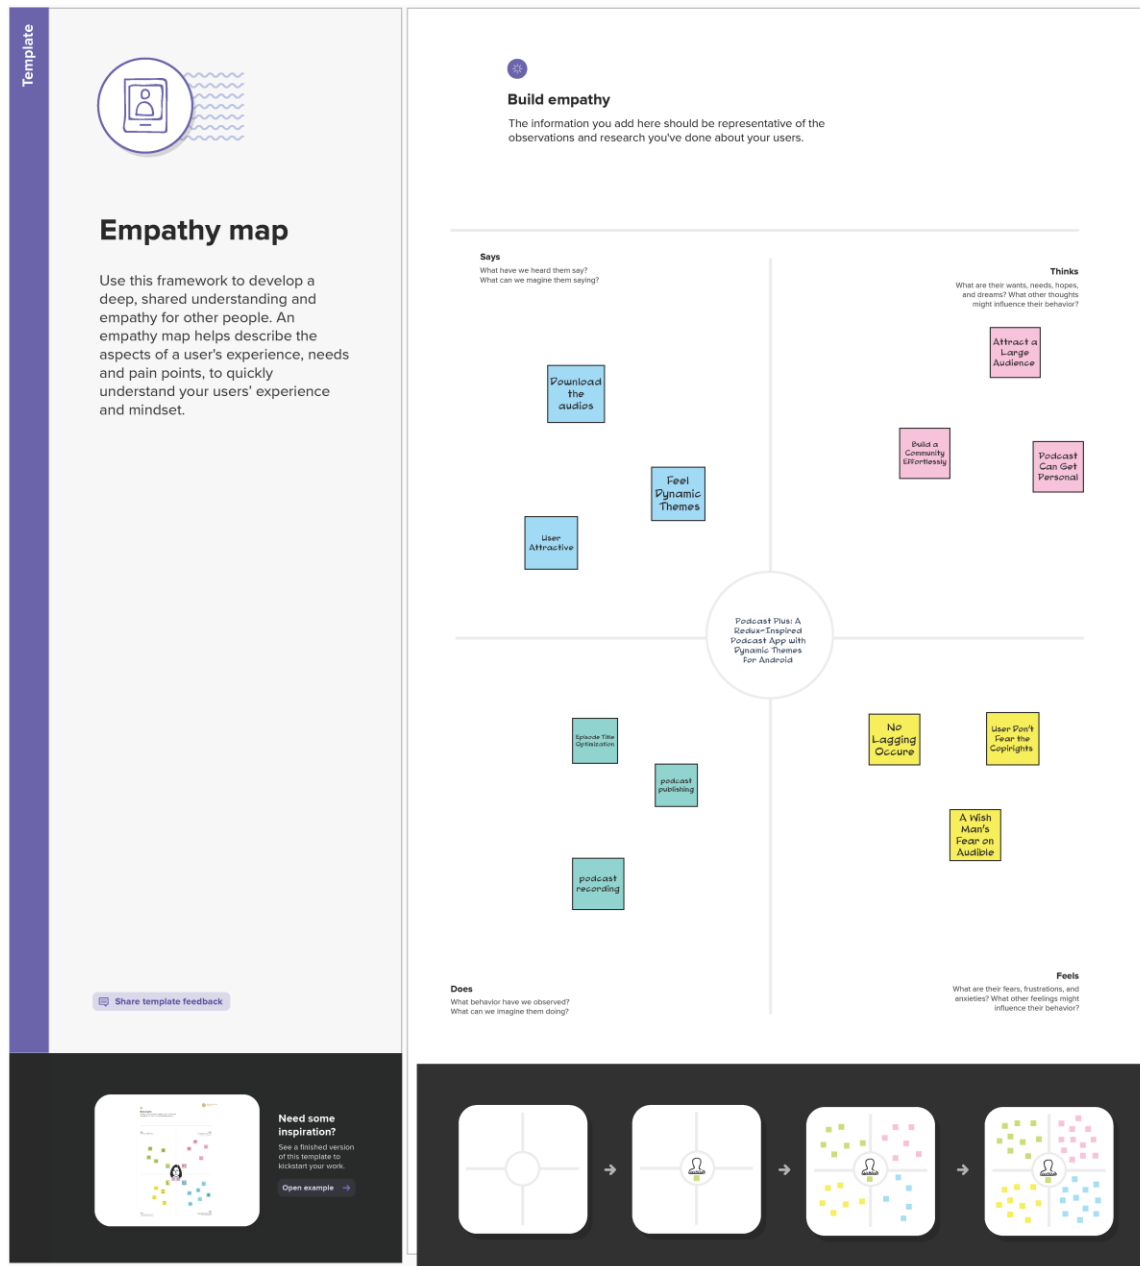 Template
Empathy map
Use this framework to develop a
deep, shared understanding and
empathy for other people. An
empathy map helps describe the
aspects of a user's experience, needs
and pain points, to quickly
understand your users' experience
and mindset.
Share template feedback
Need some
inspiration?
See a finished version
of this template to
kickstart your work.
Open example
Build empathy
The information you add here should be representative of the
observations and research you've done about your users.
Says
What have we heard them say?
What can we magine them saying?
Download
the
audios
Feel
Dynamic
Themes
User
Attractive
Thinks
What are their wants, needs, hopes,
and dreams? What other thoughts
might influence their behavior?
Attract a
Large
Audience
Build a
Community
Effortlessly
Podcast
Can Get
Personal
Podcast Plus: A
Redux-Inspired
Podcast App with
Dynamic Themes
for Android
Episode Title
Optimization
podcast
publishing
podcast
recording
Does
What behavior have we observed?
What can we imagine them doing?
No
Lagging
Occure
User Don't
Fear the
Copirights
A Wish
Man's
Fear on
Audible
Feels
What are their fears, frustrations, and
anxieties? What other feelings might
influence their behavior?